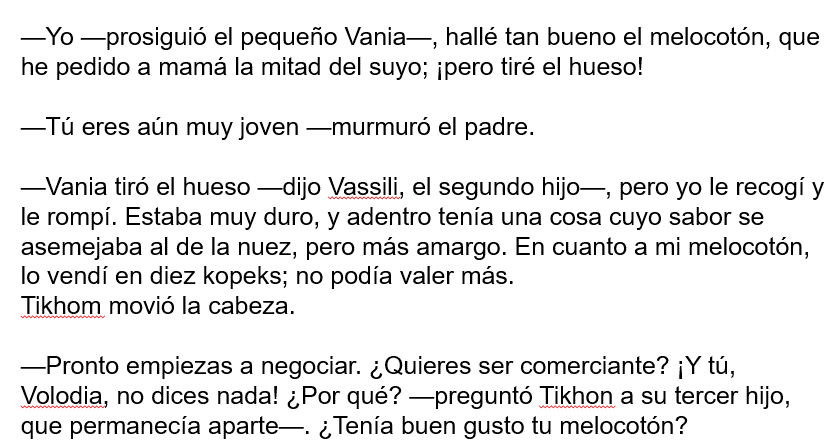 —Yo —prosiguió el pequeño Vania—, hallé tan bueno el melocotón, que
he pedido a mamá la mitad del suyo; ¡pero tiré el hueso!
—Tú eres aún muy joven —murmuró el padre.
—Vania tiró el hueso —dijo Vassili, el segundo hijo—, pero yo le recogí y
le rompí. Estaba muy duro, y adentro tenía una cosa cuyo sabor se
asemejaba al de la nuez, pero más amargo. En cuanto a mi melocotón,
lo vendí en diez kopeks; no podía valer más.
Tikhom movió la cabeza.
—Pronto empiezas a negociar. ¿Quieres ser comerciante? ¡Y tú,
Volodia, no dices nada! ¿Por qué? —preguntó Tikhon a su tercer hijo,
que permanecía aparte—. ¿Tenía buen gusto tu melocotón?